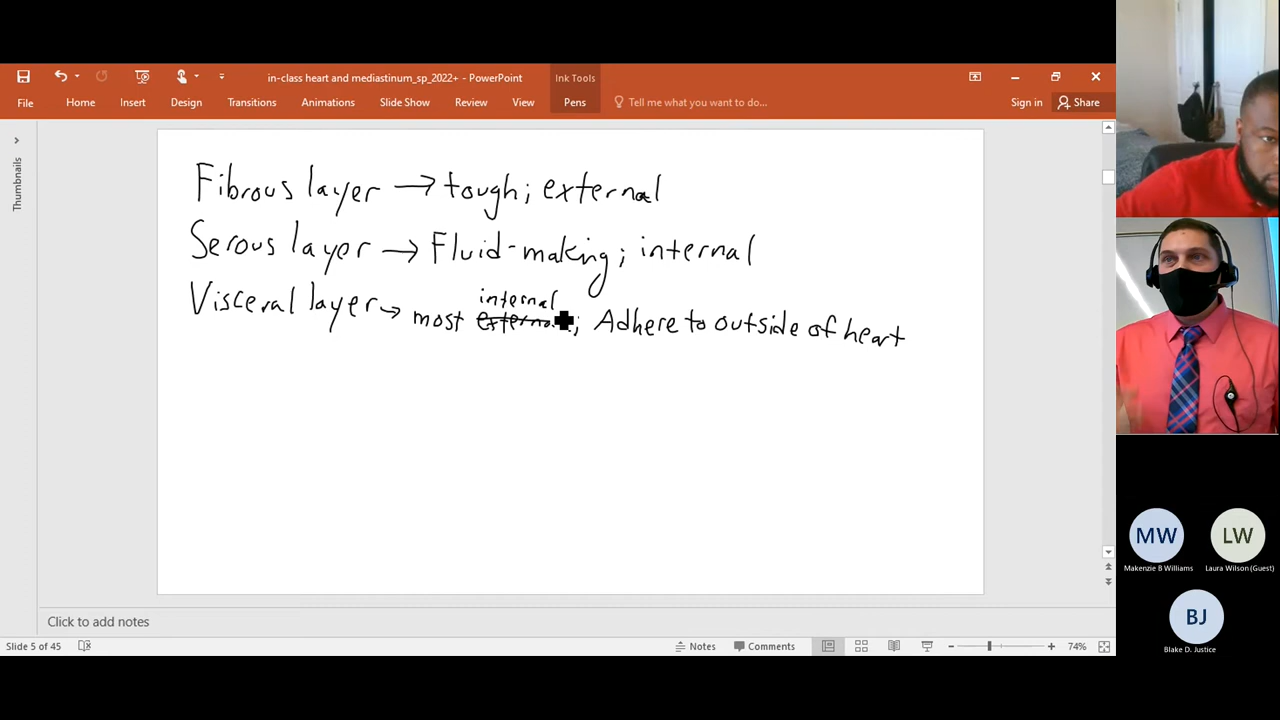 in-class heart and mediastinum_sp_2022+ - PowerPoint
Ink Tools
File Home Insert Design Transitions Animations Slide Show Review View Pens Tell me what you want to do... Sign in Share
Thumbnails
Fibrous layer → tough; external
Serous layer → Fluid-making; internal
internal
Visceral layer → most external; Adhere to outside of heart
Click to add notes
Slide 5 of 45 Notes Comments 74%
MW LW
Makenzie B Williams Laura Wilson (Guest)
BJ
Blake D. Justice